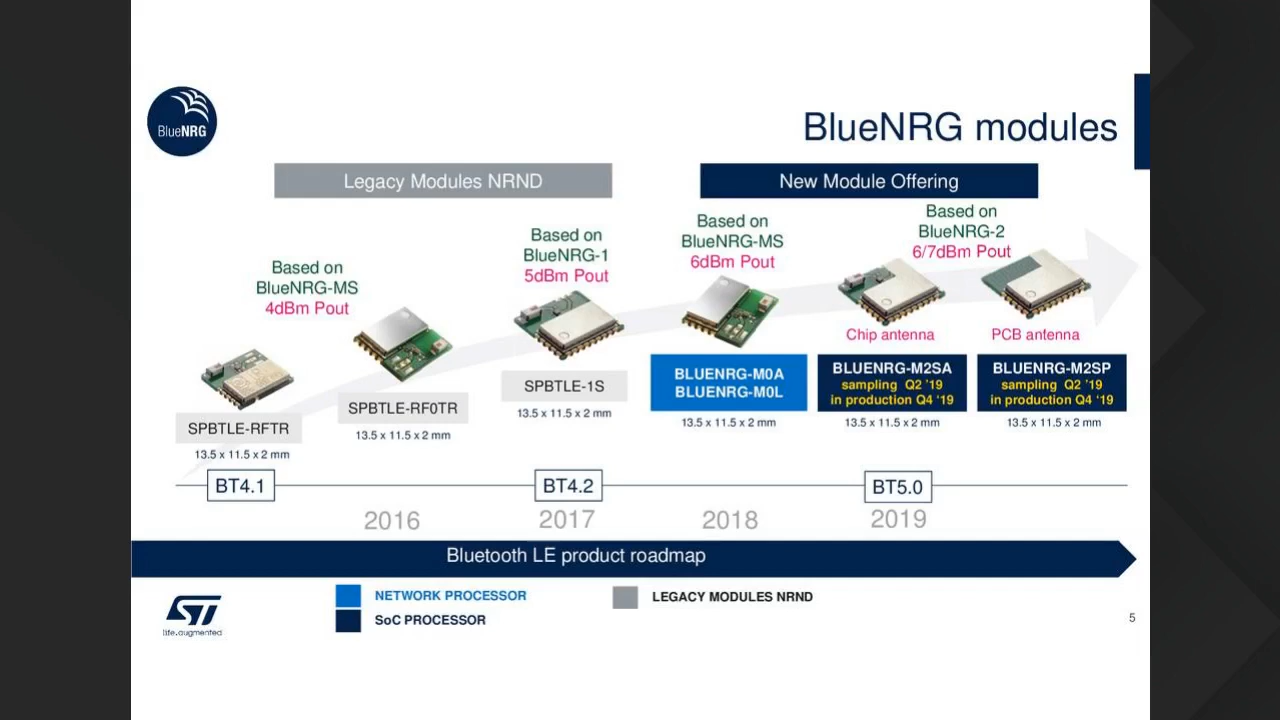 BlueNRG
BlueNRG modules
Legacy Modules NRND
New Module Offering
Based on
BlueNRG-MS
4dBm Pout
Based on
BlueNRG-1
5dBm Pout
Based on
BlueNRG-MS
6dBm Pout
Based on
BlueNRG-2
6/7dBm Pout
Chip antenna
PCB antenna
SPBTLE-RFTR
13.5 x 11.5 x 2 mm
SPBTLE-RF0TR
13.5 x 11.5 x 2 mm
SPBTLE-1S
13.5 x 11.5 x 2 mm
BLUENRG-M0A
BLUENRG-M0L
13.5 x 11.5 x 2 mm
BLUENRG-M2SA
sampling Q2 '19
in production Q4 '19
13.5 x 11.5 x 2 mm
BLUENRG-M2SP
sampling Q2 '19
in production Q4 '19
13.5 x 11.5 x 2 mm
BT4.1
BT4.2
BT5.0
2016
2017
2018
2019
Bluetooth LE product roadmap
NETWORK PROCESSOR
LEGACY MODULES NRND
SoC PROCESSOR
ST
life.augmented
5